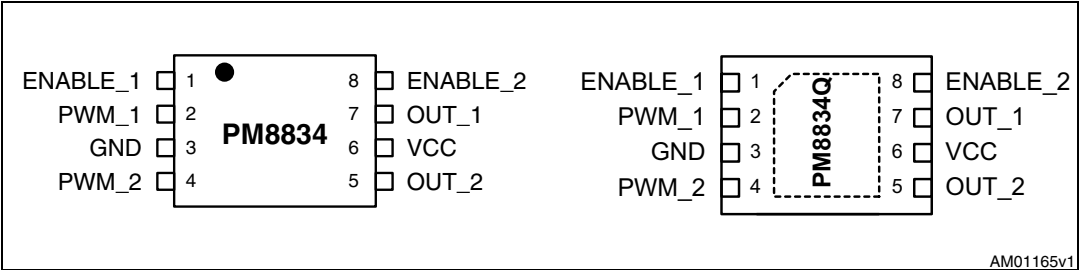 ENABLE_1 1 8 ENABLE_2
PWM_1 2 7 OUT_1
GND 3 6 VCC
PWM_2 4 5 OUT_2
PM8834
ENABLE_1 1 8 ENABLE_2
PWM_1 2 7 OUT_1
GND 3 6 VCC
PWM_2 4 5 OUT_2
PM8834Q
AM01165v1